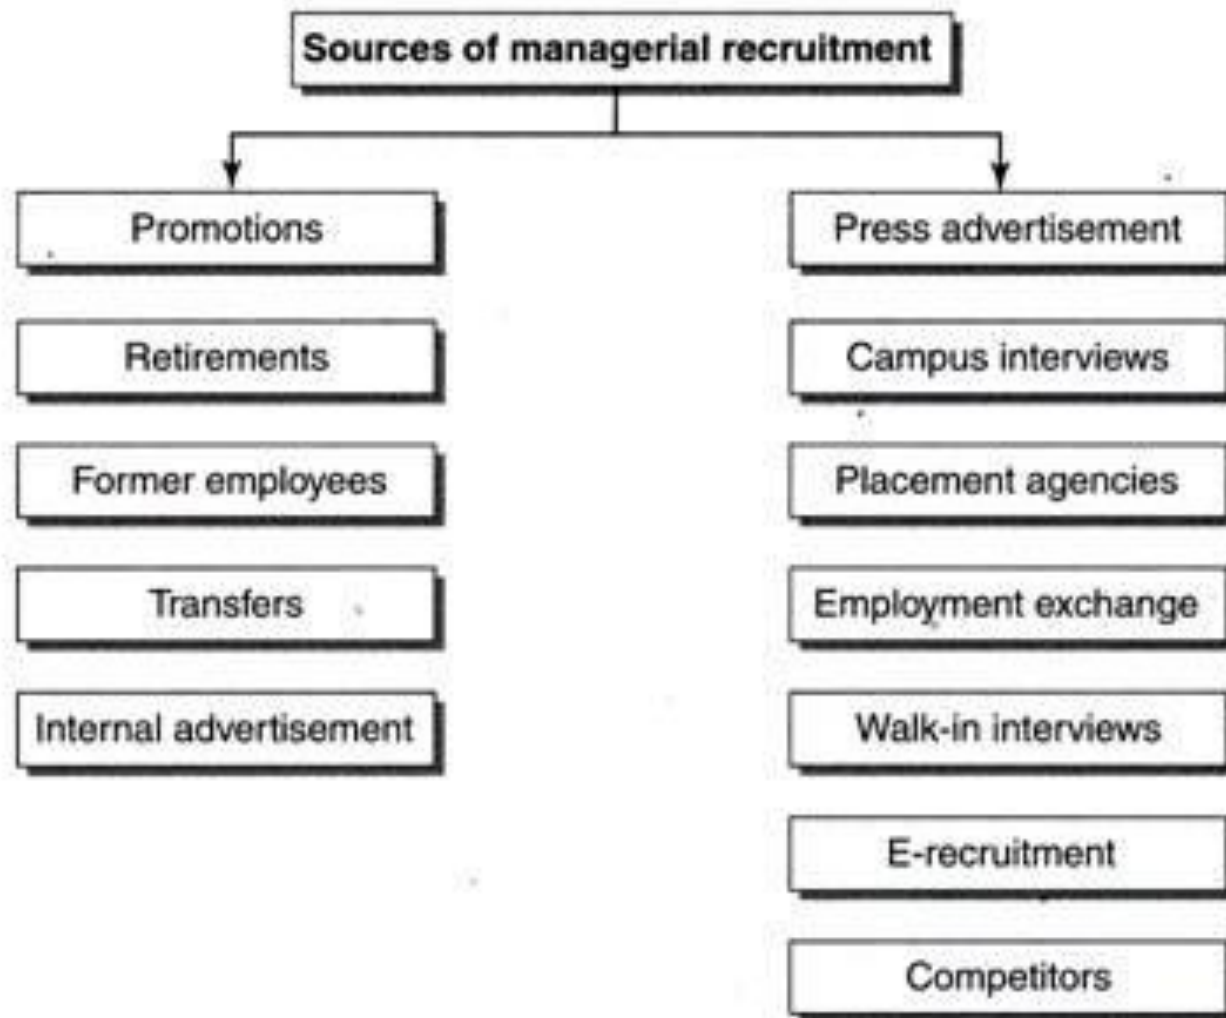 Sources of managerial recruitment
Promotions
Retirements
Former employees
Transfers
Internal advertisement
Press advertisement
Campus interviews
Placement agencies
Employment exchange
Walk-in interviews
E-recruitment
Competitors